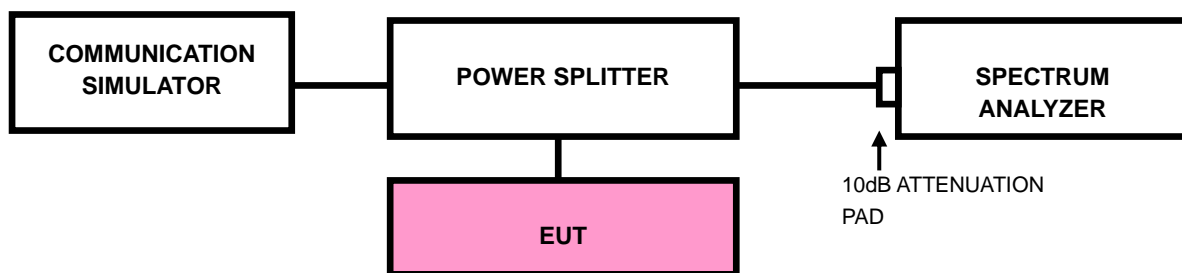 COMMUNICATION
SIMULATOR
POWER SPLITTER
SPECTRUM
ANALYZER
10dB ATTENUATION
PAD
EUT